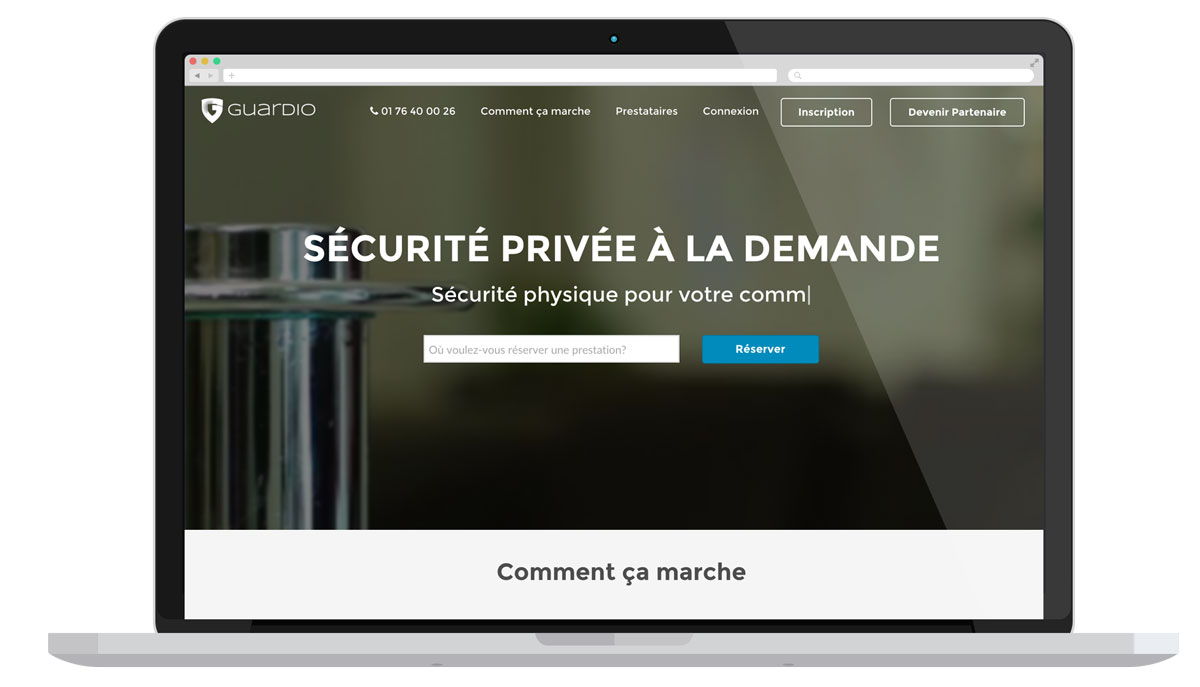 GUARDIO
01 76 40 00 26 Comment ça marche Prestataires Connexion Inscription Devenir Partenaire
SÉCURITÉ PRIVÉE À LA DEMANDE
Sécurité physique pour votre comm|
Où voulez-vous réserver une prestation? Réserver
Comment ça marche